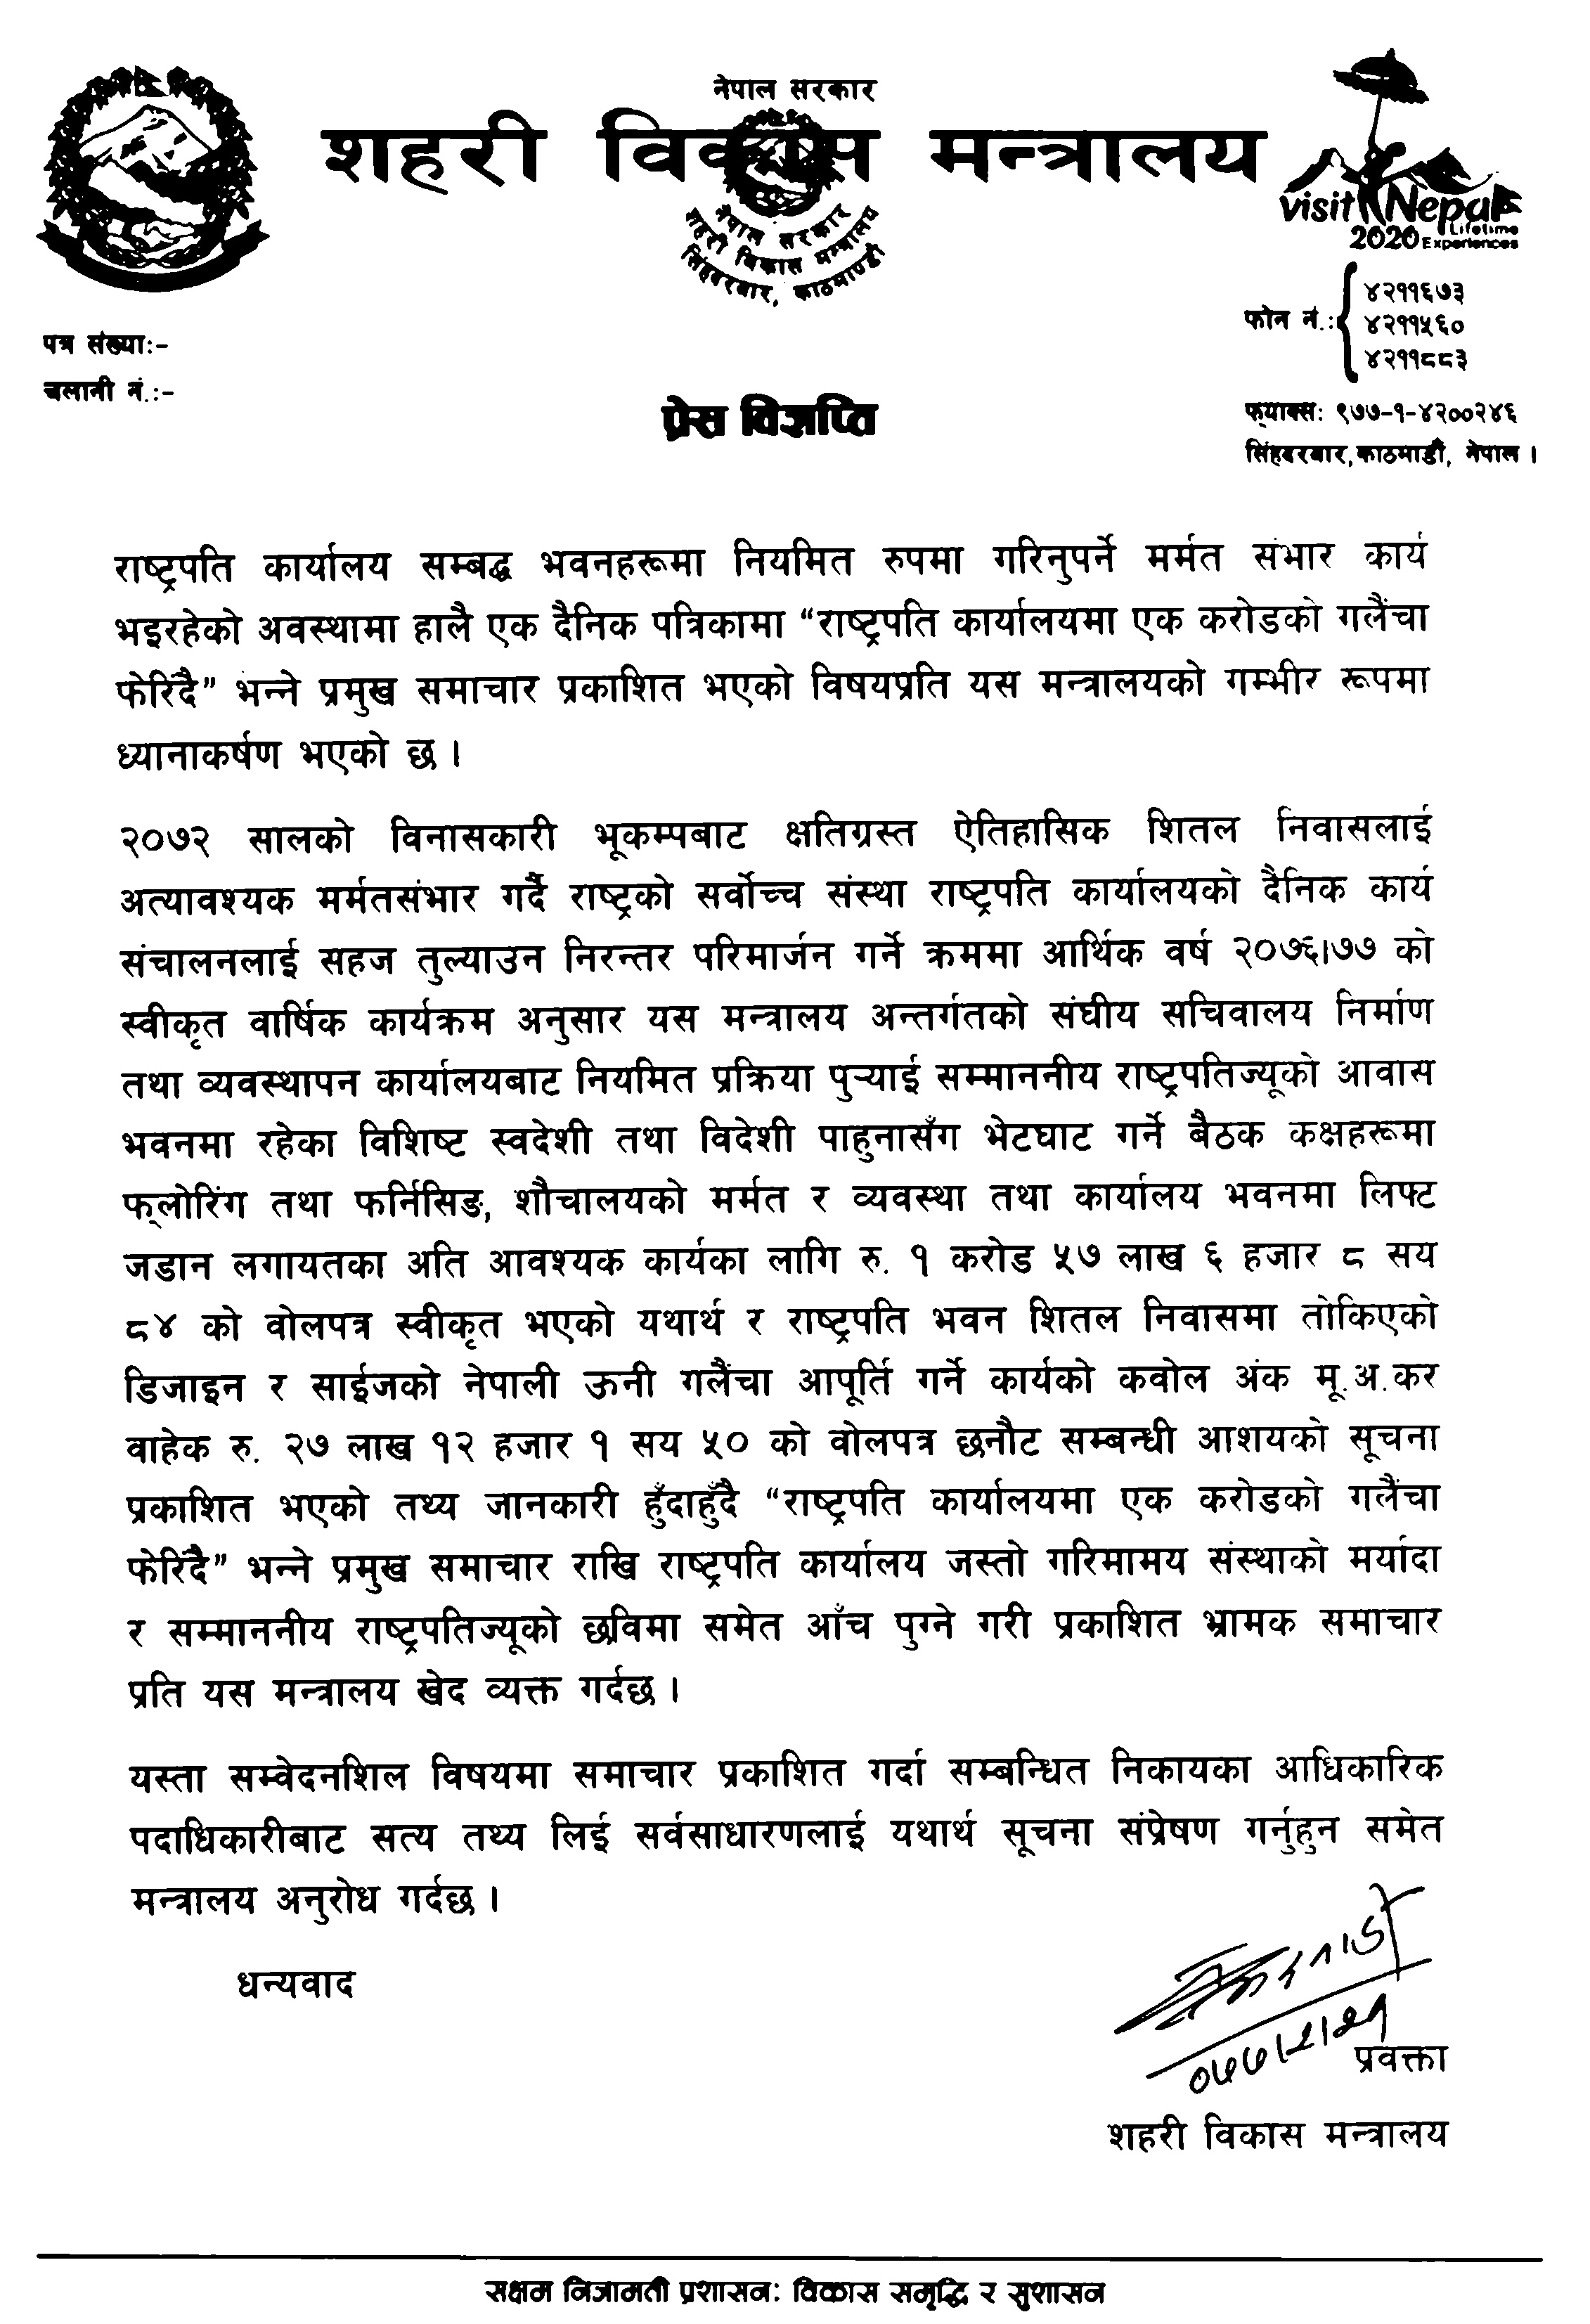 नेपाल सरकार
शहरी विकास मन्त्रालय
नेपाल सरकार
शहरी विकास मन्त्रालय
सिंहदरबार, काठमाण्डौ
visit Nepal
Lifetime
2020 Experiences
फोन नं.:
४२११६७३
४२११५६०
४२११८८३
पत्र संख्याः-
चलानी नं.:-
प्रेस विज्ञप्ति
फ्याक्सः ९७७-१-४२००२४६
सिंहदरबार,काठमाडौं, नेपाल ।
राष्ट्रपति कार्यालय सम्बद्ध भवनहरूमा नियमित रुपमा गरिनुपर्ने मर्मत संभार कार्य
भइरहेको अवस्थामा हालै एक दैनिक पत्रिकामा “राष्ट्रपति कार्यालयमा एक करोडको गलैंचा
फेरिंदै” भन्ने प्रमुख समाचार प्रकाशित भएको विषयप्रति यस मन्त्रालयको गम्भीर रूपमा
ध्यानाकर्षण भएको छ ।
२०७२ सालको विनासकारी भूकम्पबाट क्षतिग्रस्त ऐतिहासिक शितल निवासलाई
अत्यावश्यक मर्मतसंभार गर्दै राष्ट्रको सर्वोच्च संस्था राष्ट्रपति कार्यालयको दैनिक कार्य
संचालनलाई सहज तुल्याउन निरन्तर परिमार्जन गर्ने क्रममा आर्थिक वर्ष २०७६।७७ को
स्वीकृत वार्षिक कार्यक्रम अनुसार यस मन्त्रालय अन्तर्गतको संघीय सचिवालय निर्माण
तथा व्यवस्थापन कार्यालयबाट नियमित प्रक्रिया पुऱ्याई सम्माननीय राष्ट्रपतिज्यूको आवास
भवनमा रहेका विशिष्ट स्वदेशी तथा विदेशी पाहुनासँग भेटघाट गर्ने बैठक कक्षहरूमा
फ्लोरिंग तथा फर्निसिङ, शौचालयको मर्मत र व्यवस्था तथा कार्यालय भवनमा लिफ्ट
जडान लगायतका अति आवश्यक कार्यका लागि रु. १ करोड ५७ लाख ६ हजार ८ सय
८४ को वोलपत्र स्वीकृत भएको यथार्थ र राष्ट्रपति भवन शितल निवासमा तोकिएको
डिजाइन र साईजको नेपाली ऊनी गलैंचा आपूर्ति गर्ने कार्यको कवोल अंक मू.अ.कर
वाहेक रु. २७ लाख १२ हजार १ सय ५० को वोलपत्र छनौट सम्बन्धी आशयको सूचना
प्रकाशित भएको तथ्य जानकारी हुँदाहुँदै “राष्ट्रपति कार्यालयमा एक करोडको गलैंचा
फेरिंदै” भन्ने प्रमुख समाचार राखि राष्ट्रपति कार्यालय जस्तो गरिमामय संस्थाको मर्यादा
र सम्माननीय राष्ट्रपतिज्यूको छविमा समेत आँच पुग्ने गरी प्रकाशित भ्रामक समाचार
प्रति यस मन्त्रालय खेद व्यक्त गर्दछ ।
यस्ता सम्वेदनशिल विषयमा समाचार प्रकाशित गर्दा सम्बन्धित निकायका आधिकारिक
पदाधिकारीबाट सत्य तथ्य लिई सर्वसाधारणलाई यथार्थ सूचना संप्रेषण गर्नुहुन समेत
मन्त्रालय अनुरोध गर्दछ ।
धन्यवाद
प्रवक्ता
शहरी विकास मन्त्रालय
सक्षम निजामती प्रशासनः विकास समृद्धि र सुशासन